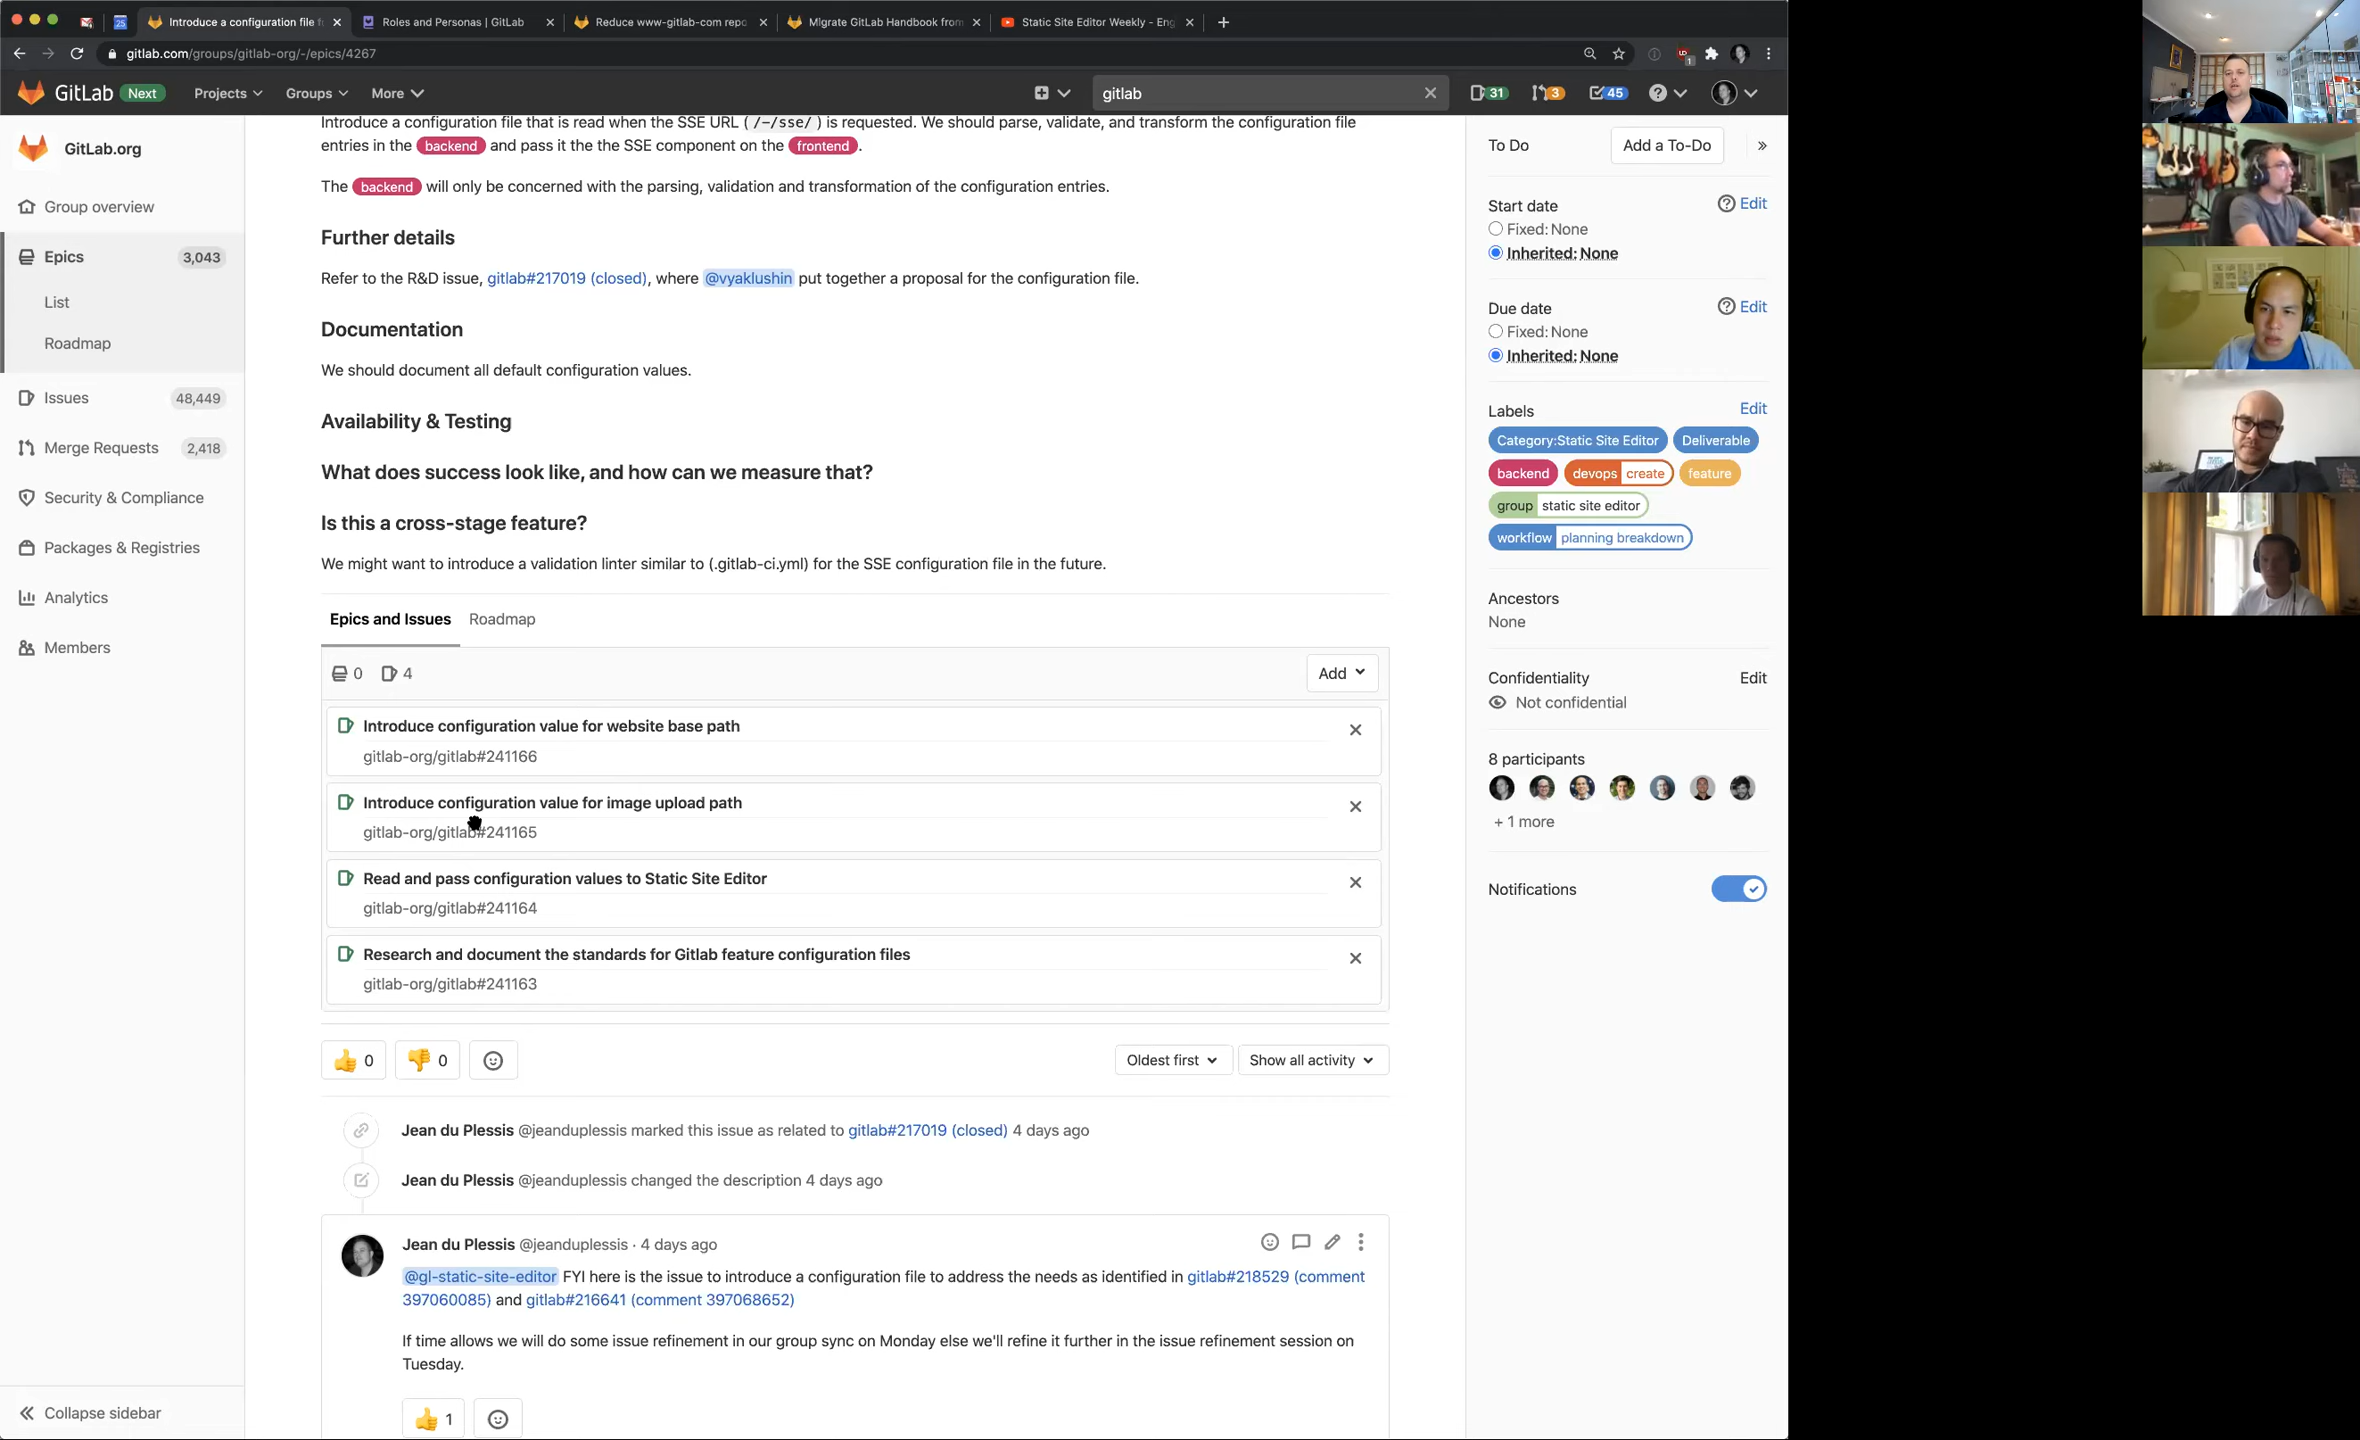 Introduce a configuration file f
Roles and Personas | GitLab
Reduce www-gitlab-com repo
Migrate GitLab Handbook from
Static Site Editor Weekly - Eng
gitlab.com/groups/gitlab-org/-/epics/4267
GitLab Next Projects Groups More gitlab 31 3 45
GitLab.org
Group overview
Epics 3,043
List
Roadmap
Issues 48,449
Merge Requests 2,418
Security & Compliance
Packages & Registries
Analytics
Members
Collapse sidebar
Introduce a configuration file that is read when the SSE URL ( /-/sse/ ) is requested. We should parse, validate, and transform the configuration file
entries in the backend and pass it the the SSE component on the frontend .
The backend will only be concerned with the parsing, validation and transformation of the configuration entries.
Further details
Refer to the R&D issue, gitlab#217019 (closed), where @vyaklushin put together a proposal for the configuration file.
Documentation
We should document all default configuration values.
Availability & Testing
What does success look like, and how can we measure that?
Is this a cross-stage feature?
We might want to introduce a validation linter similar to (.gitlab-ci.yml) for the SSE configuration file in the future.
Epics and Issues Roadmap
0 4 Add
Introduce configuration value for website base path
gitlab-org/gitlab#241166
Introduce configuration value for image upload path
gitlab-org/gitlab#241165
Read and pass configuration values to Static Site Editor
gitlab-org/gitlab#241164
Research and document the standards for Gitlab feature configuration files
gitlab-org/gitlab#241163
0 0 Oldest first Show all activity
Jean du Plessis @jeanduplessis marked this issue as related to gitlab#217019 (closed) 4 days ago
Jean du Plessis @jeanduplessis changed the description 4 days ago
Jean du Plessis @jeanduplessis · 4 days ago
@gl-static-site-editor FYI here is the issue to introduce a configuration file to address the needs as identified in gitlab#218529 (comment
397060085) and gitlab#216641 (comment 397068652)
If time allows we will do some issue refinement in our group sync on Monday else we'll refine it further in the issue refinement session on
Tuesday.
1
To Do Add a To-Do
Start date Edit
Fixed: None
Inherited: None
Due date Edit
Fixed: None
Inherited: None
Labels Edit
Category:Static Site Editor Deliverable
backend devops create feature
group static site editor
workflow planning breakdown
Ancestors
None
Confidentiality Edit
Not confidential
8 participants
+ 1 more
Notifications